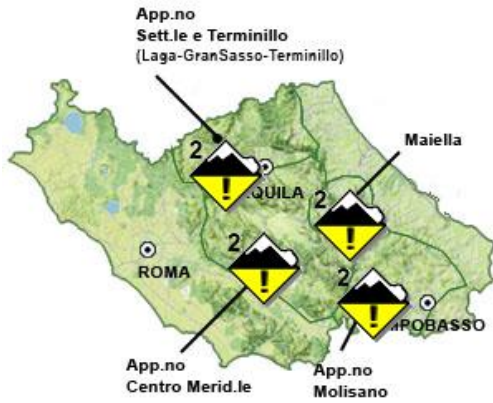 App.no
Sett.le e Terminillo
(Laga-GranSasso-Terminillo)
Maiella
2
QUILA
2
2
ROMA
2
POBASSO
App.no
Centro Merid.le
App.no
Molisano